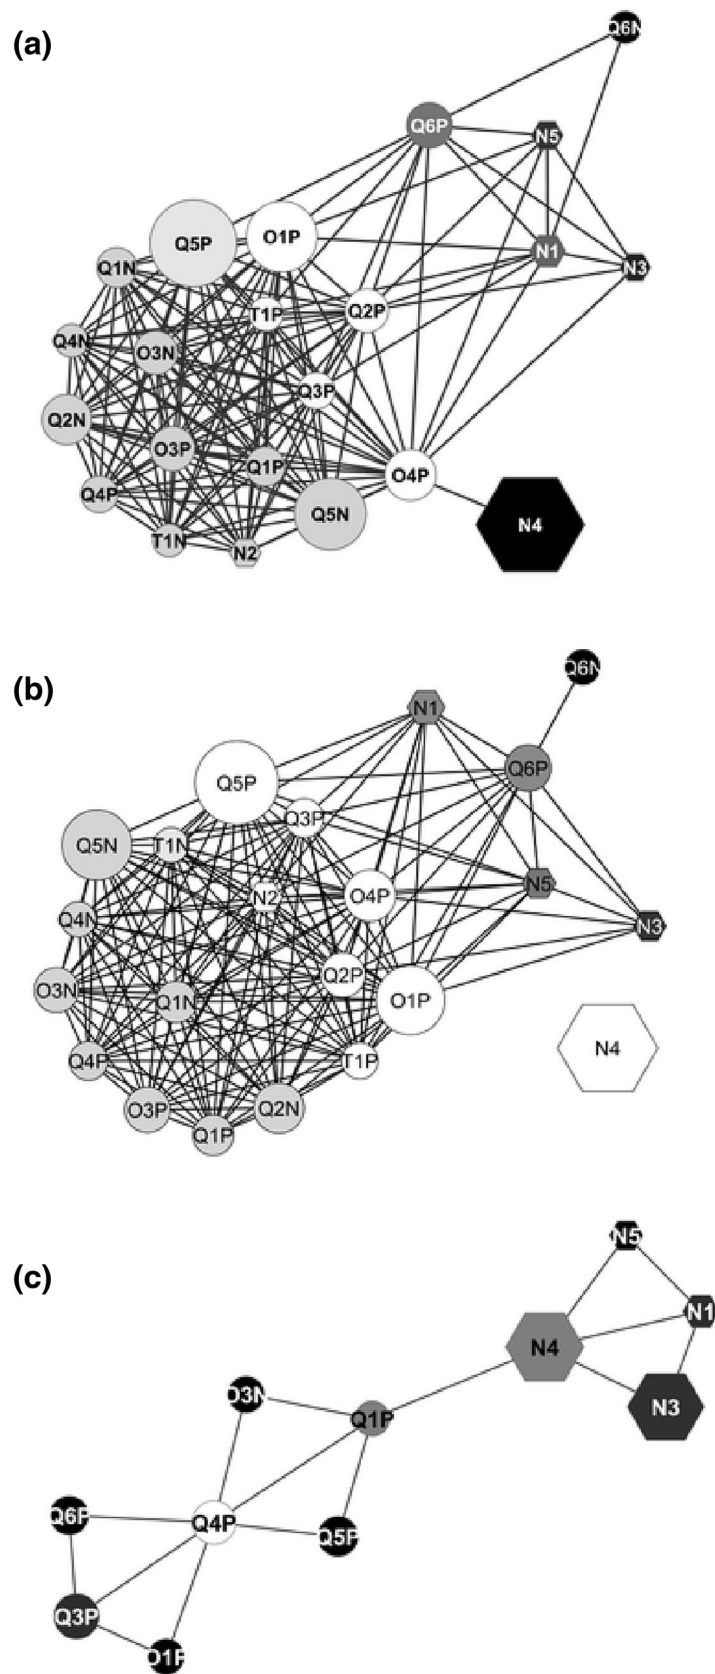 (a)
Q6N
Q6P
N5
Q5P
O1P
N1
Q1N
N3
T1P
Q2P
Q4N
O3N
Q3P
Q2N
O3P
Q1P
O4P
Q4P
Q5N
N4
T1N
N2
(b)
Q6N
N1
Q6P
Q5P
Q3P
Q5N
T1N
N5
N2
O4P
Q4N
N3
Q2P
O3N
Q1N
O1P
N4
Q4P
T1P
O3P
Q2N
Q1P
(c)
N5
N1
N4
O3N
N3
Q1P
Q6P
Q4P
Q5P
Q3P
O1P